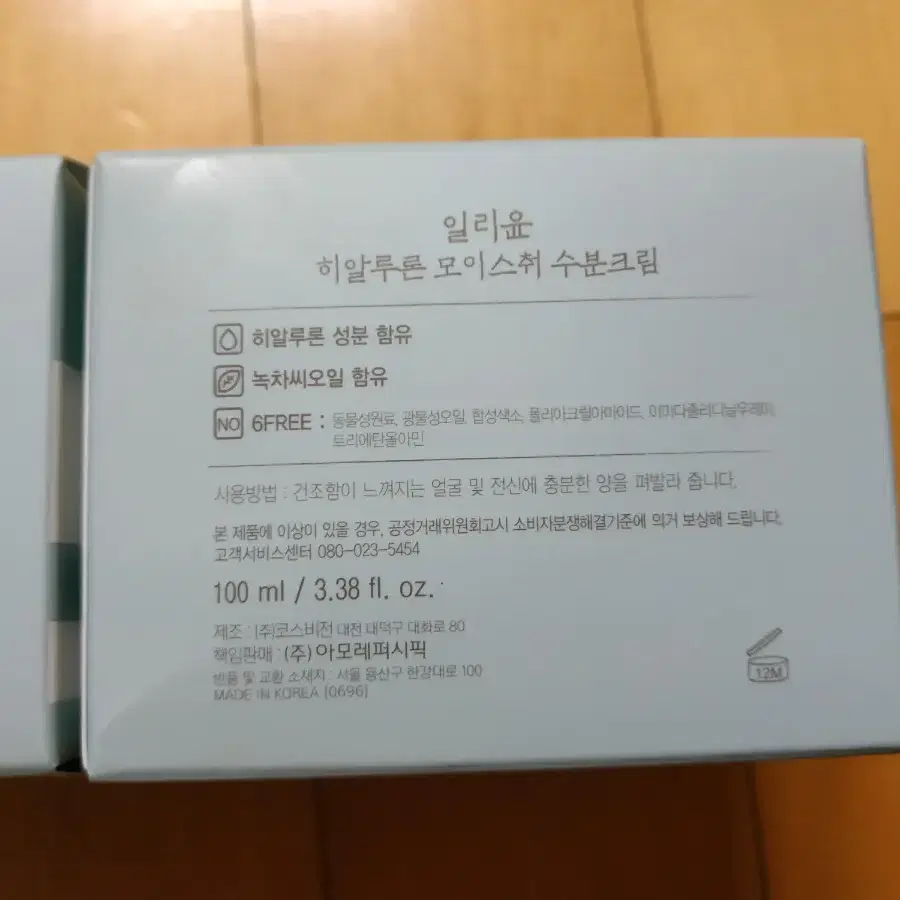 일리윤
히알루론 모이스춰 수분크림
히알루론 성분 함유
녹차씨오일 함유
NO 6FREE : 동물성원료, 광물성오일, 합성색소, 폴리아크릴아마이드, 이미다졸리디닐우레아,
트리에탄올아민
사용방법 : 건조함이 느껴지는 얼굴 및 전신에 충분한 양을 펴발라 줍니다.
본 제품에 이상이 있을 경우, 공정거래위원회고시 소비자분쟁해결기준에 의거 보상해 드립니다.
고객서비스센터 080-023-5454
100 ml / 3.38 fl. oz.
제조 : (주)코스비전 대전 대덕구 대화로 80
책임판매 : (주)아모레퍼시픽
반품 및 교환 소재지 : 서울 용산구 한강대로 100
MADE IN KOREA (0696)
12M